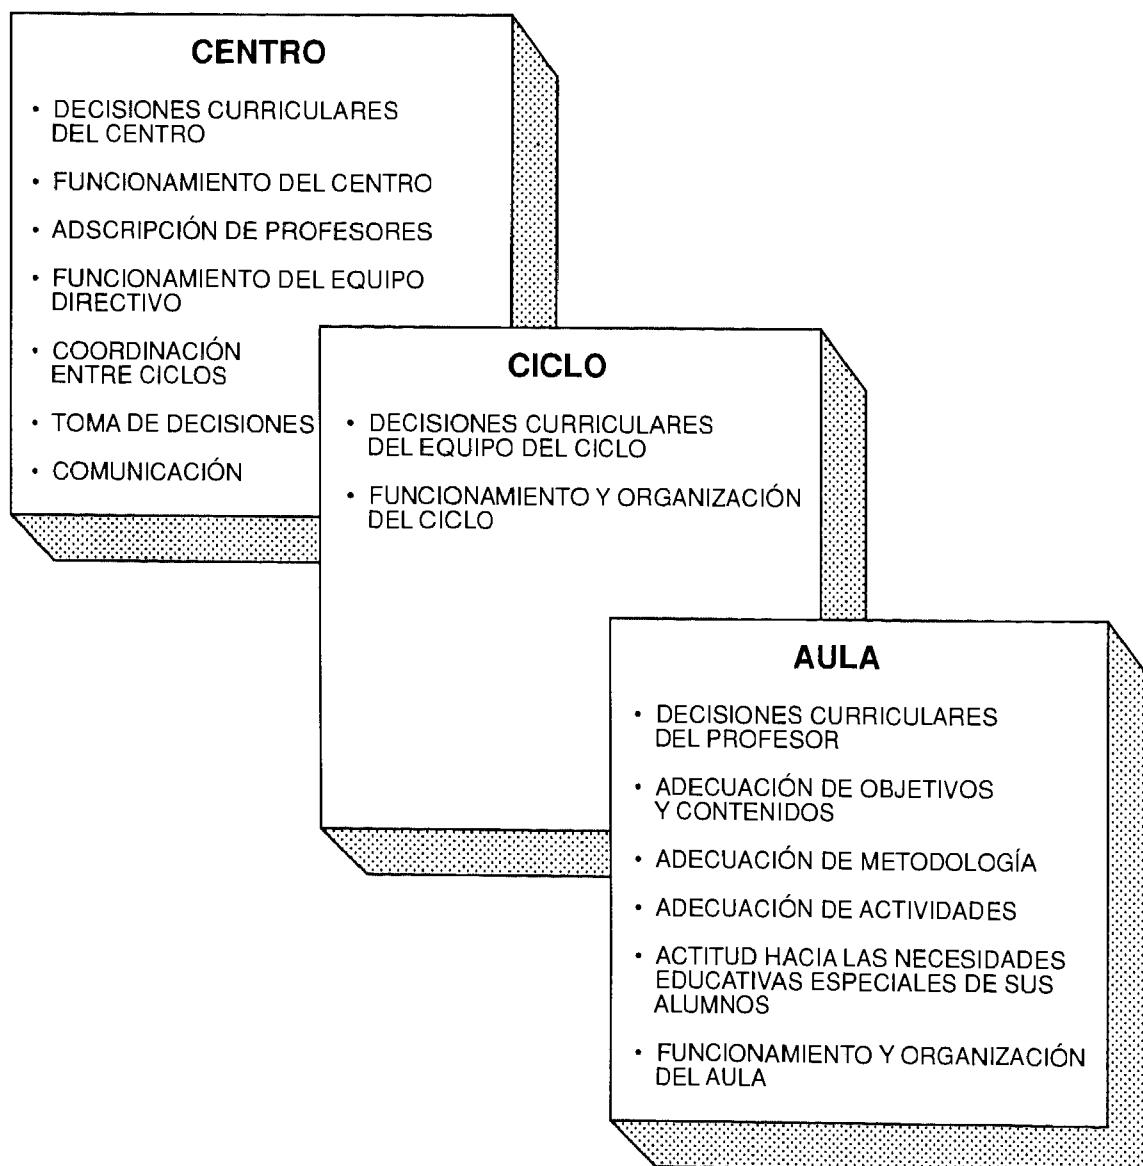 CENTRO
• DECISIONES CURRICULARES
DEL CENTRO
• FUNCIONAMIENTO DEL CENTRO
• ADSCRIPCIÓN DE PROFESORES
• FUNCIONAMIENTO DEL EQUIPO
DIRECTIVO
• COORDINACIÓN
ENTRE CICLOS
• TOMA DE DECISIONES
• COMUNICACIÓN
CICLO
• DECISIONES CURRICULARES
DEL EQUIPO DEL CICLO
• FUNCIONAMIENTO Y ORGANIZACIÓN
DEL CICLO
AULA
• DECISIONES CURRICULARES
DEL PROFESOR
• ADECUACIÓN DE OBJETIVOS
Y CONTENIDOS
• ADECUACIÓN DE METODOLOGÍA
• ADECUACIÓN DE ACTIVIDADES
• ACTITUD HACIA LAS NECESIDADES
EDUCATIVAS ESPECIALES DE SUS
ALUMNOS
• FUNCIONAMIENTO Y ORGANIZACIÓN
DEL AULA